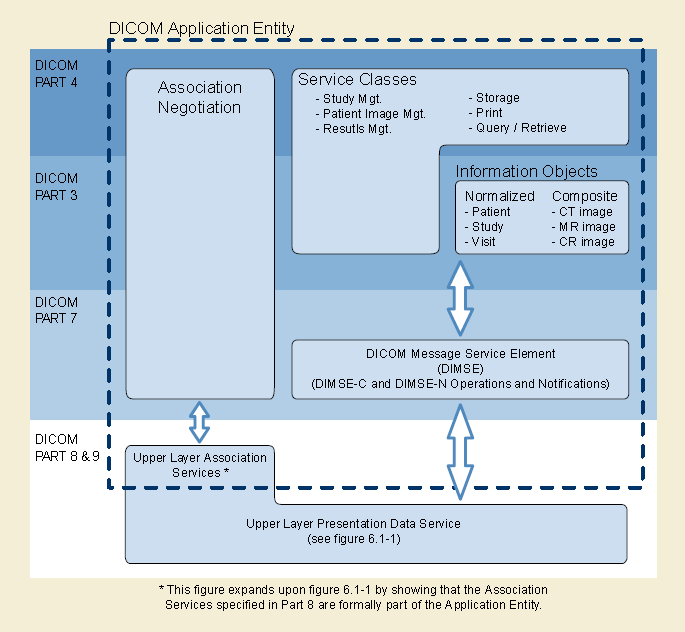 DICOM Application Entity
DICOM
PART 4
Association
Negotiation
Service Classes
- Study Mgt.
- Patient Image Mgt.
- Resutls Mgt.
- Storage
- Print
- Query / Retrieve
DICOM
PART 3
Information Objects
Normalized
- Patient
- Study
- Visit
Composite
- CT image
- MR image
- CR image
DICOM
PART 7
DICOM Message Service Element
(DIMSE)
(DIMSE-C and DIMSE-N Operations and Notifications)
DICOM
PART 8 & 9
Upper Layer Association
Services *
Upper Layer Presentation Data Service
(see figure 6.1-1)
* This figure expands upon figure 6.1-1 by showing that the Association
Services specified in Part 8 are formally part of the Application Entity.